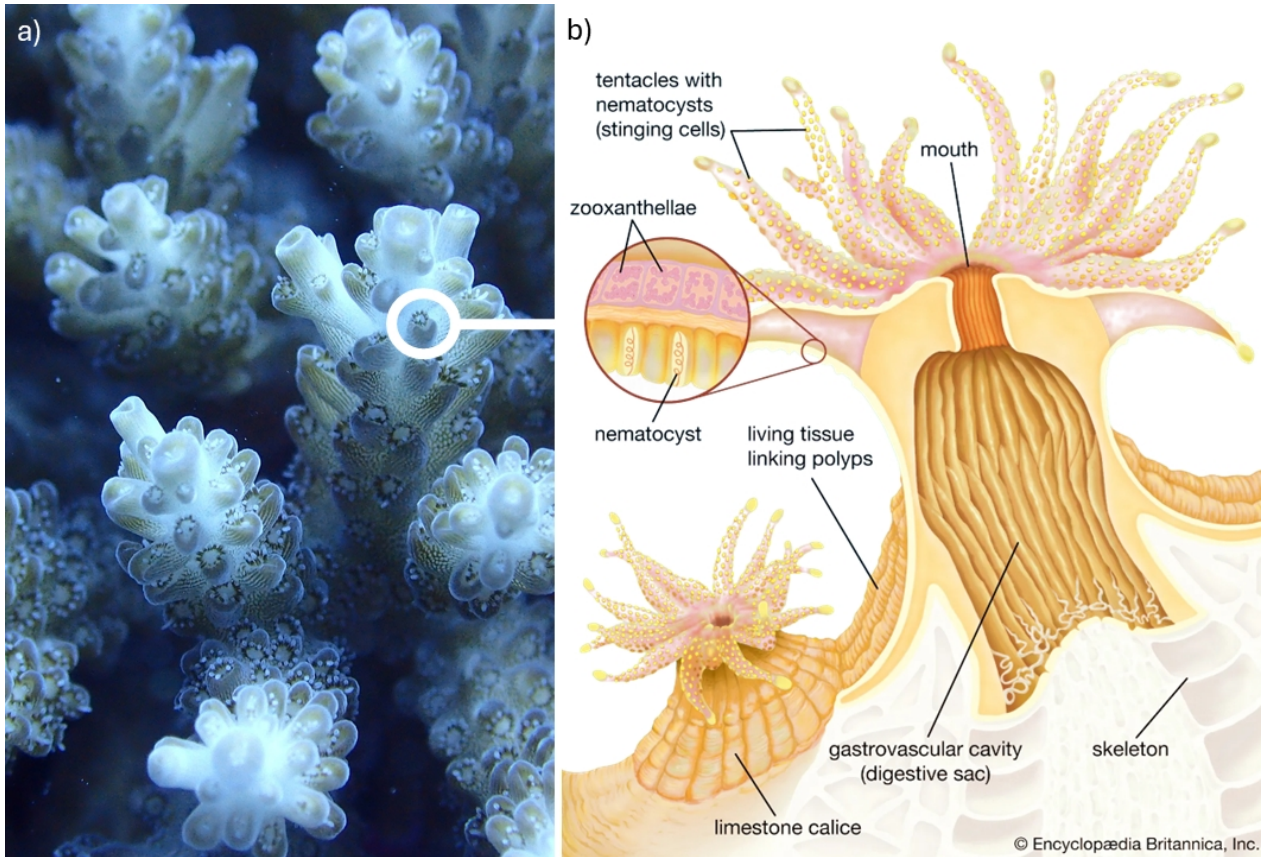 a)
b)
tentacles with
nematocysts
(stinging cells)
mouth
zooxanthellae
nematocyst
living tissue
linking polyps
gastrovascular cavity
(digestive sac)
skeleton
limestone calice
© Encyclopædia Britannica, Inc.